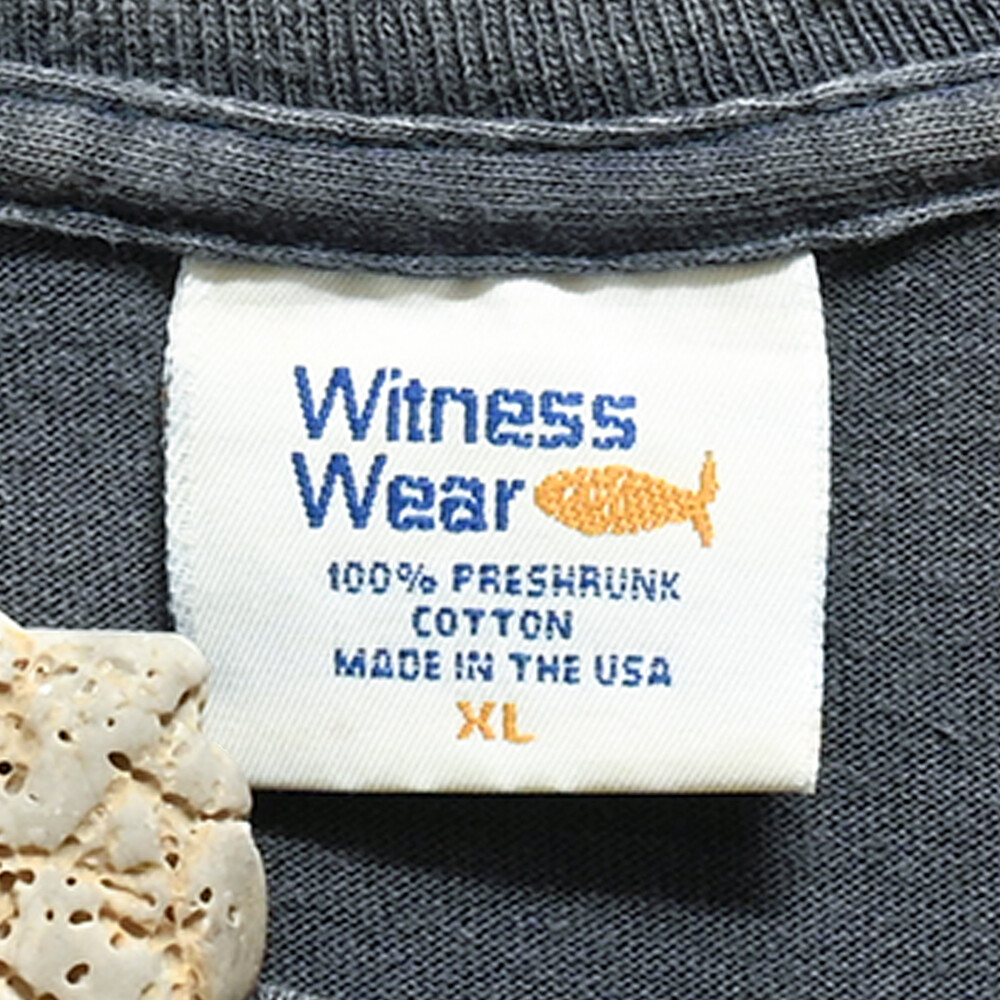 Witness
Wear
100% PRESHRUNK
COTTON
MADE IN THE USA
XL